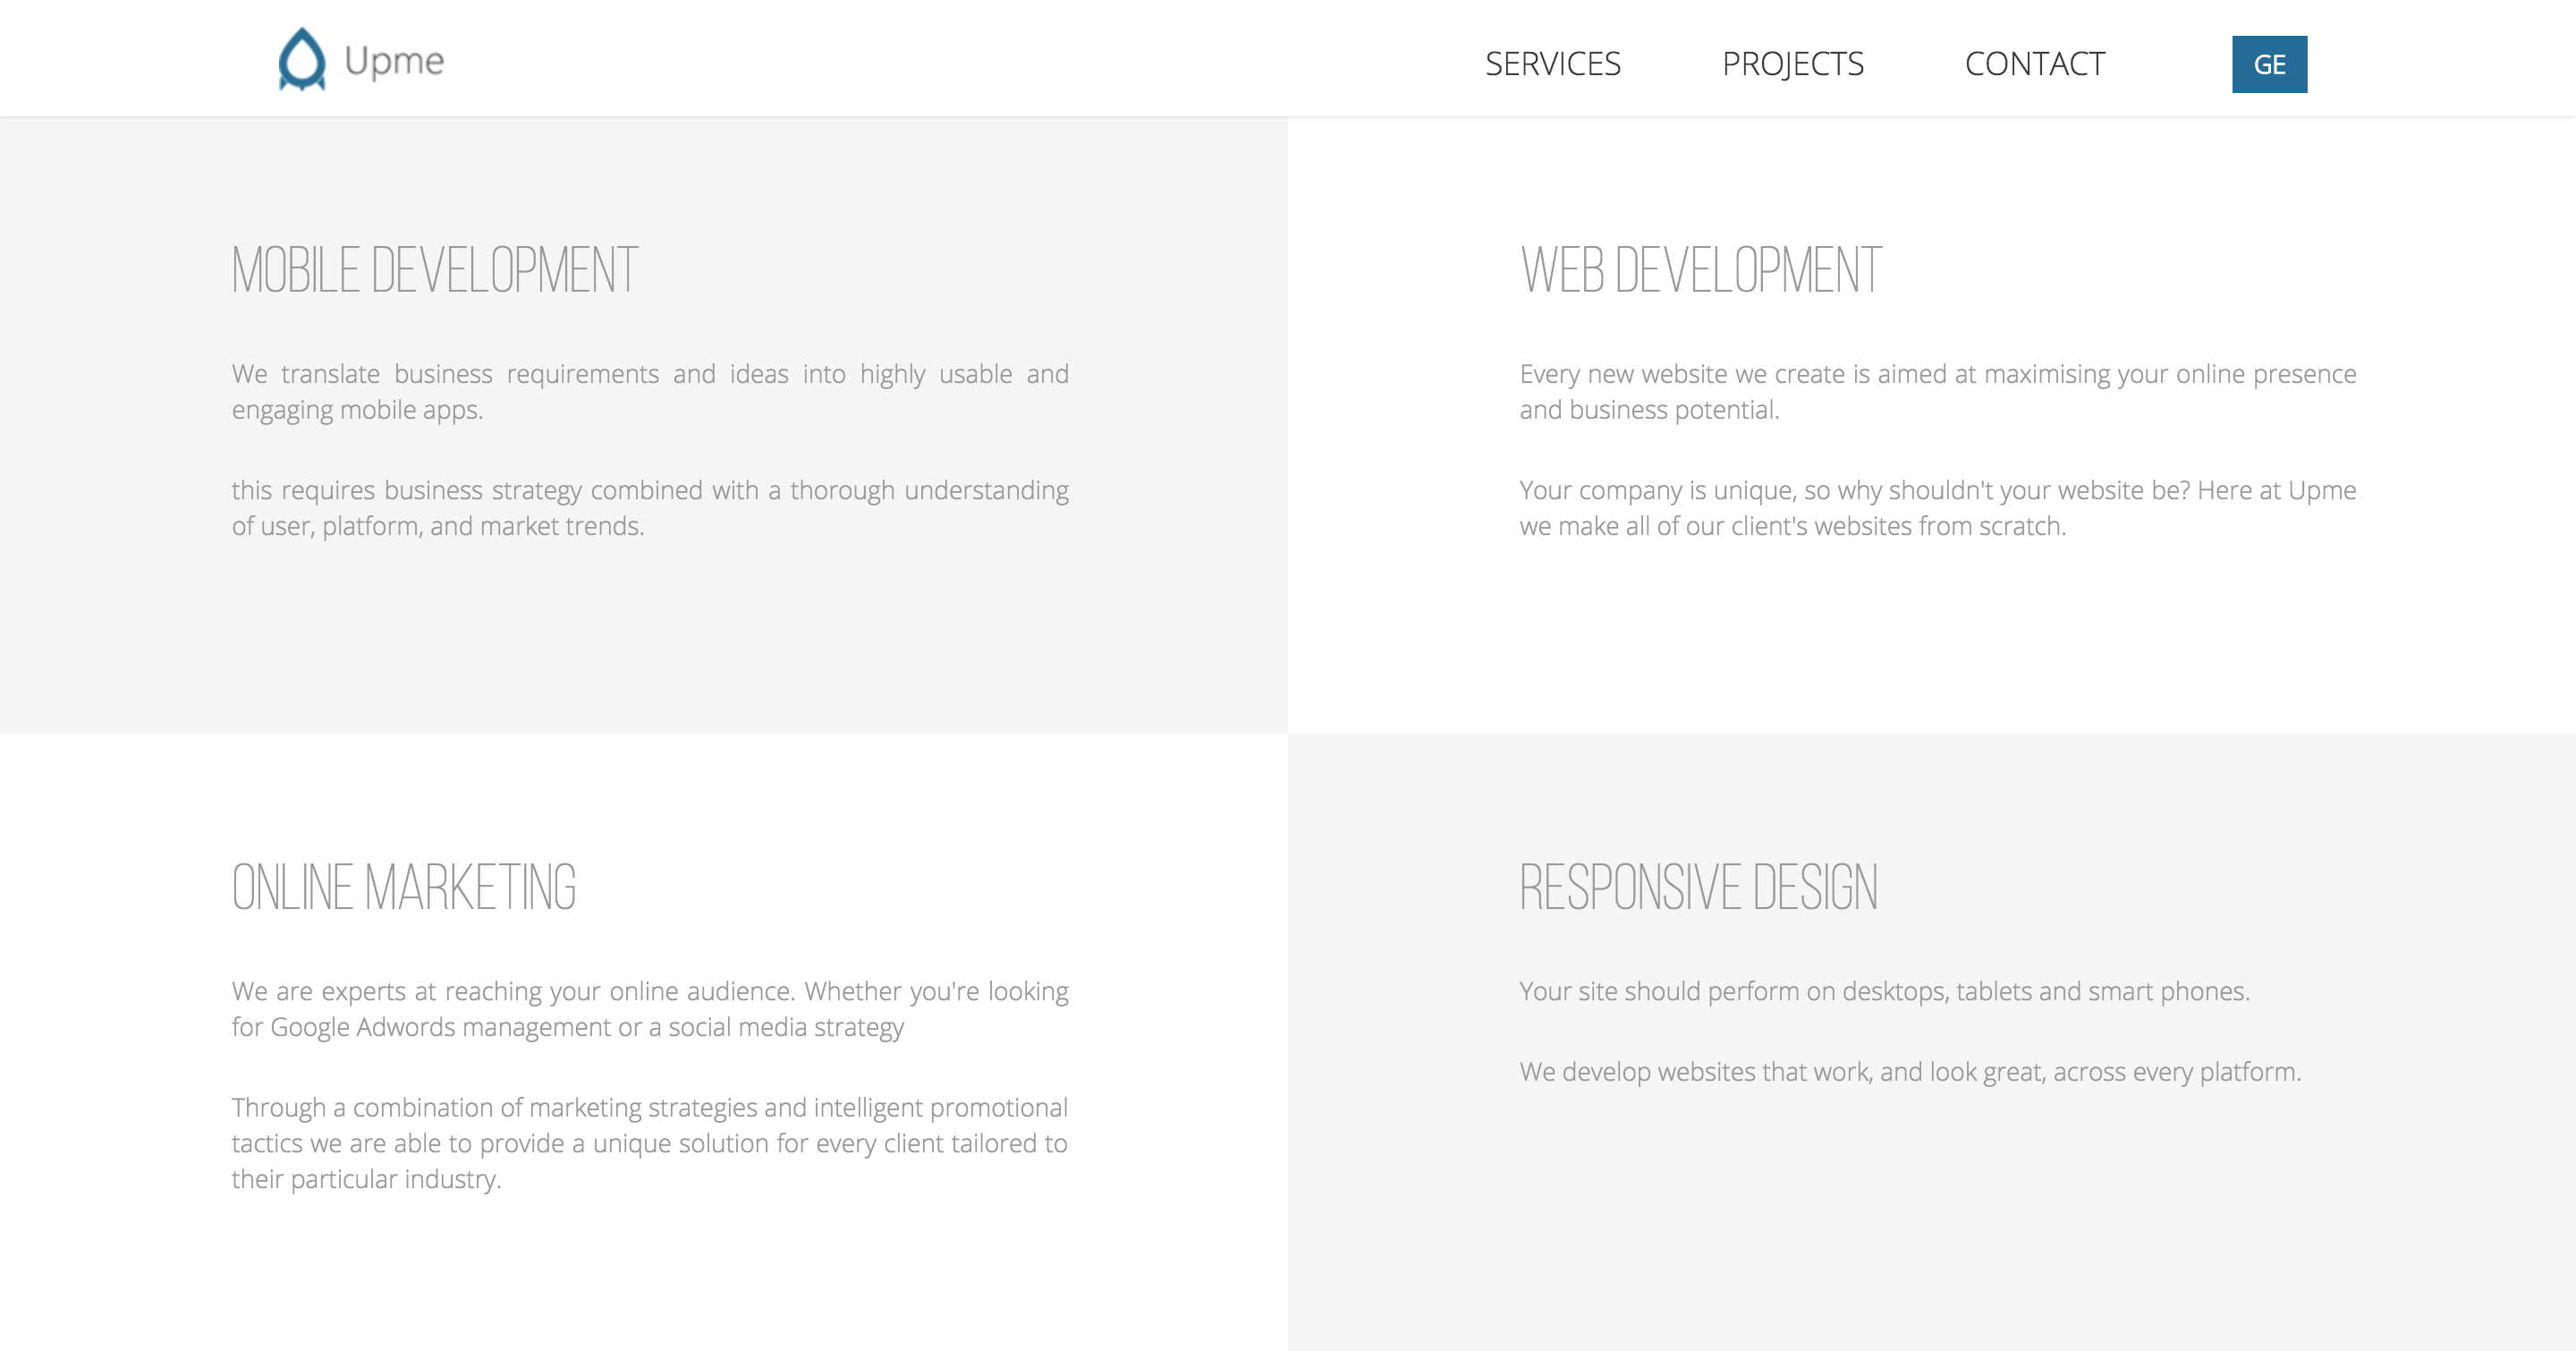 Upme
SERVICES
PROJECTS
CONTACT
GE
MOBILE DEVELOPMENT
We translate business requirements and ideas into highly usable and
engaging mobile apps.
this requires business strategy combined with a thorough understanding
of user, platform, and market trends.
WEB DEVELOPMENT
Every new website we create is aimed at maximising your online presence
and business potential.
Your company is unique, so why shouldn't your website be? Here at Upme
we make all of our client's websites from scratch.
ONLINE MARKETING
We are experts at reaching your online audience. Whether you're looking
for Google Adwords management or a social media strategy
Through a combination of marketing strategies and intelligent promotional
tactics we are able to provide a unique solution for every client tailored to
their particular industry.
RESPONSIVE DESIGN
Your site should perform on desktops, tablets and smart phones.
We develop websites that work, and look great, across every platform.